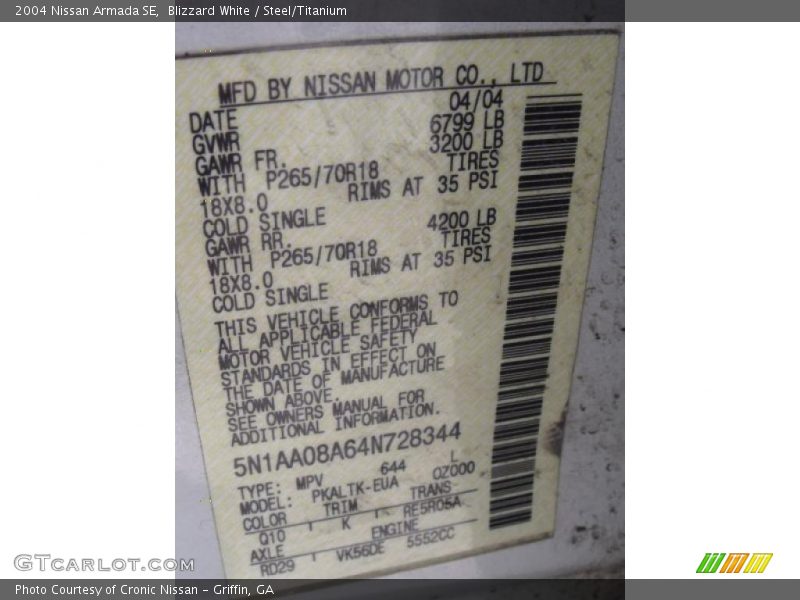 2004 Nissan Armada SE,  Blizzard White / Steel/Titanium
MFD BY NISSAN MOTOR CO., LTD
DATE 04/04
GVWR 6799 LB
GAWR FR. 3200 LB
WITH P265/70R18 TIRES
18X8.0 RIMS AT 35 PSI
COLD SINGLE
GAWR RR. 4200 LB
WITH P265/70R18 TIRES
18X8.0 RIMS AT 35 PSI
COLD SINGLE
THIS VEHICLE CONFORMS TO
ALL APPLICABLE FEDERAL
MOTOR VEHICLE SAFETY
STANDARDS IN EFFECT ON
THE DATE OF MANUFACTURE
SHOWN ABOVE.
SEE OWNERS MANUAL FOR
ADDITIONAL INFORMATION.
5N1AA08A64N728344
TYPE: MPV 644 L
MODEL: PKALTK-EUA 0Z000
COLOR TRIM TRANS
Q10 K RE5R05A
AXLE ENGINE
RD29 VK56DE 5552CC
GTCarLot.com
Photo Courtesy of Cronic Nissan - Griffin, GA